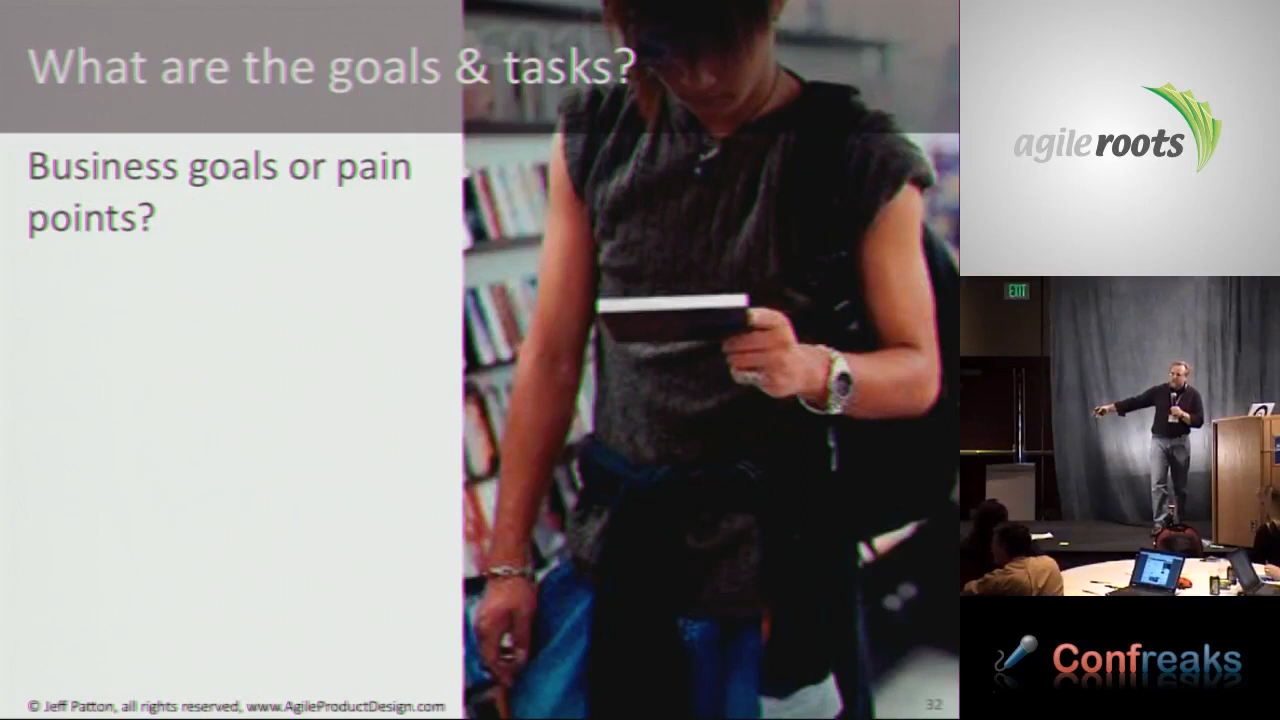 What are the goals & tasks?
Business goals or pain
points?
© Jeff Patton, all rights reserved, www.AgileProductDesign.com
32
agile roots
EXIT
Confreaks